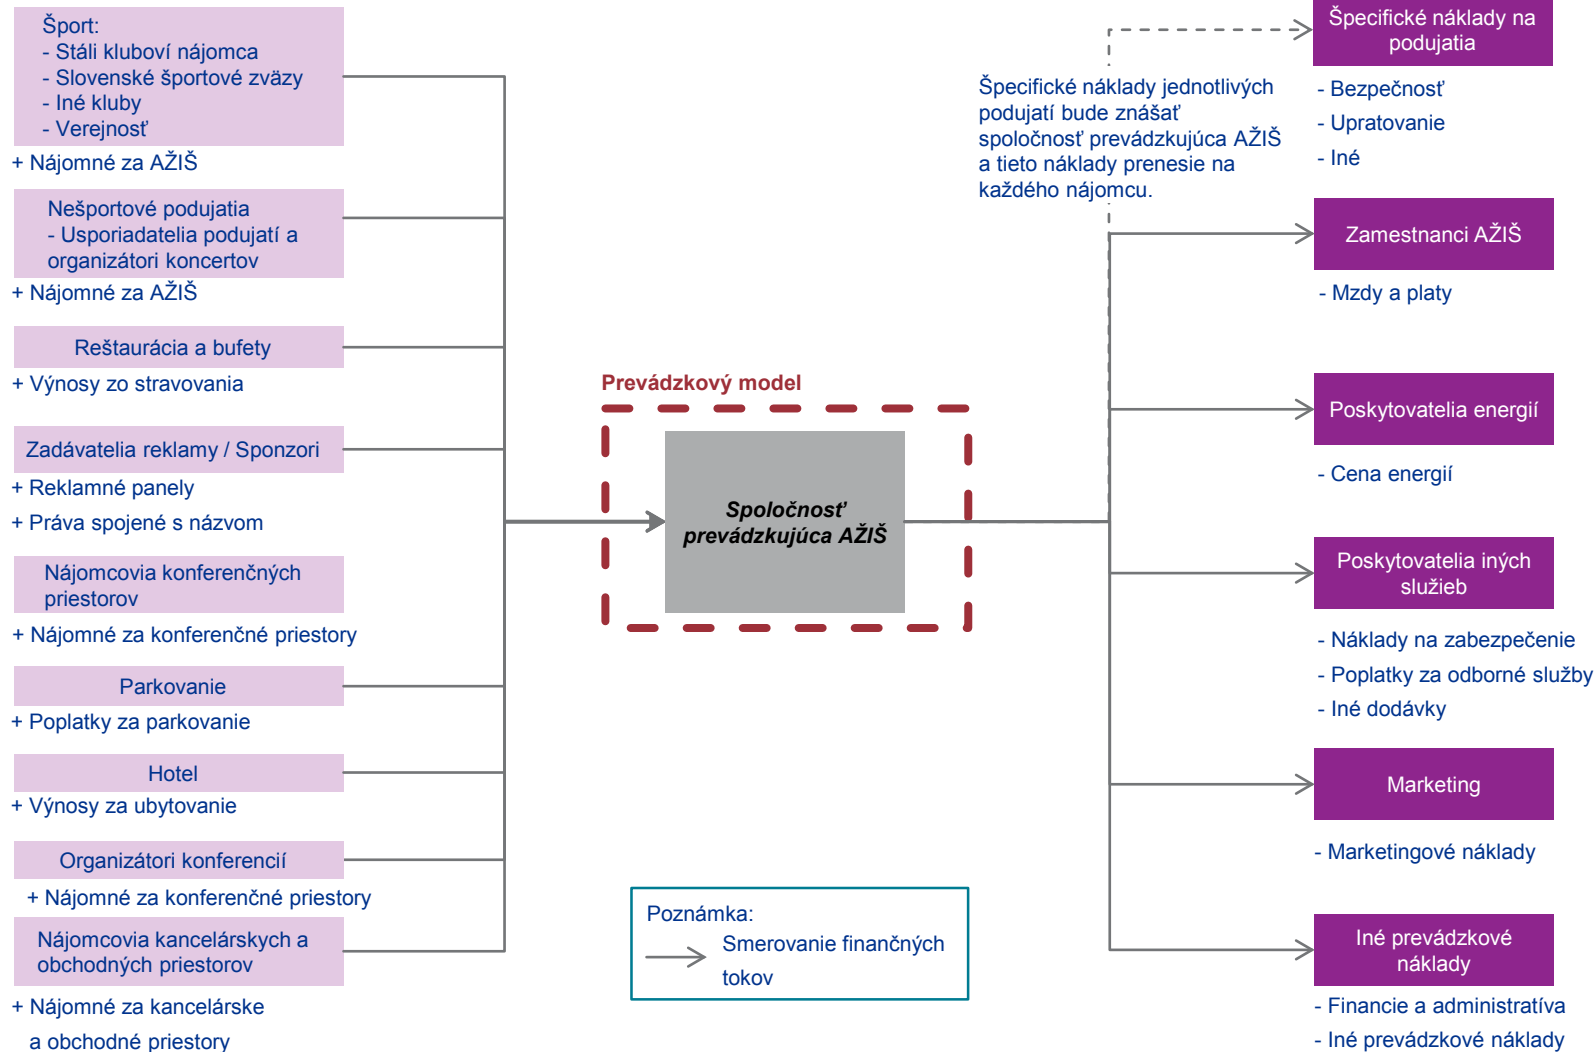 Šport:
- Stáli kluboví nájomca
- Slovenské športové zväzy
- Iné kluby
- Verejnosť
+ Nájomné za AŽIŠ
Nešportové podujatia
- Usporiadatelia podujatí a
organizátori koncertov
+ Nájomné za AŽIŠ
Reštaurácia a bufety
+ Výnosy zo stravovania
Zadávatelia reklamy / Sponzori
+ Reklamné panely
+ Práva spojené s názvom
Nájomcovia konferenčných
priestorov
+ Nájomné za konferenčné priestory
Parkovanie
+ Poplatky za parkovanie
Hotel
+ Výnosy za ubytovanie
Organizátori konferencií
+ Nájomné za konferenčné priestory
Nájomcovia kancelárskych a
obchodných priestorov
+ Nájomné za kancelárske
a obchodné priestory
Prevádzkový model
Spoločnosť
prevádzkujúca AŽIŠ
Poznámka:
Smerovanie finančných
tokov
Špecifické náklady jednotlivých
podujatí bude znášať
spoločnosť prevádzkujúca AŽIŠ
a tieto náklady prenesie na
každého nájomcu.
Špecifické náklady na
podujatia
- Bezpečnosť
- Upratovanie
- Iné
Zamestnanci AŽIŠ
- Mzdy a platy
Poskytovatelia energií
- Cena energií
Poskytovatelia iných
služieb
- Náklady na zabezpečenie
- Poplatky za odborné služby
- Iné dodávky
Marketing
- Marketingové náklady
Iné prevádzkové
náklady
- Financie a administratíva
- Iné prevádzkové náklady